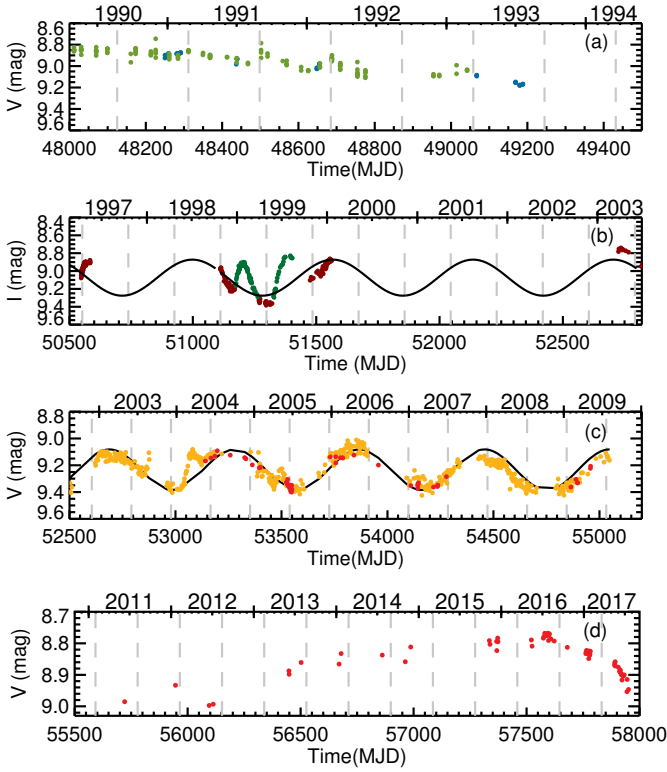 1990 1991 1992 1993 1994
(a)
V (mag)
8.6
8.8
9.0
9.2
9.4
9.6
48000 48200 48400 48600 48800 49000 49200 49400
Time(MJD)
1997 1998 1999 2000 2001 2002 2003
(b)
I (mag)
8.4
8.6
8.8
9.0
9.2
9.4
9.6
50500 51000 51500 52000 52500
Time (MJD)
2003 2004 2005 2006 2007 2008 2009
(c)
V (mag)
8.8
9.0
9.2
9.4
9.6
52500 53000 53500 54000 54500 55000
Time(MJD)
2011 2012 2013 2014 2015 2016 2017
(d)
V (mag)
8.7
8.8
8.9
9.0
55500 56000 56500 57000 57500 58000
Time(MJD)